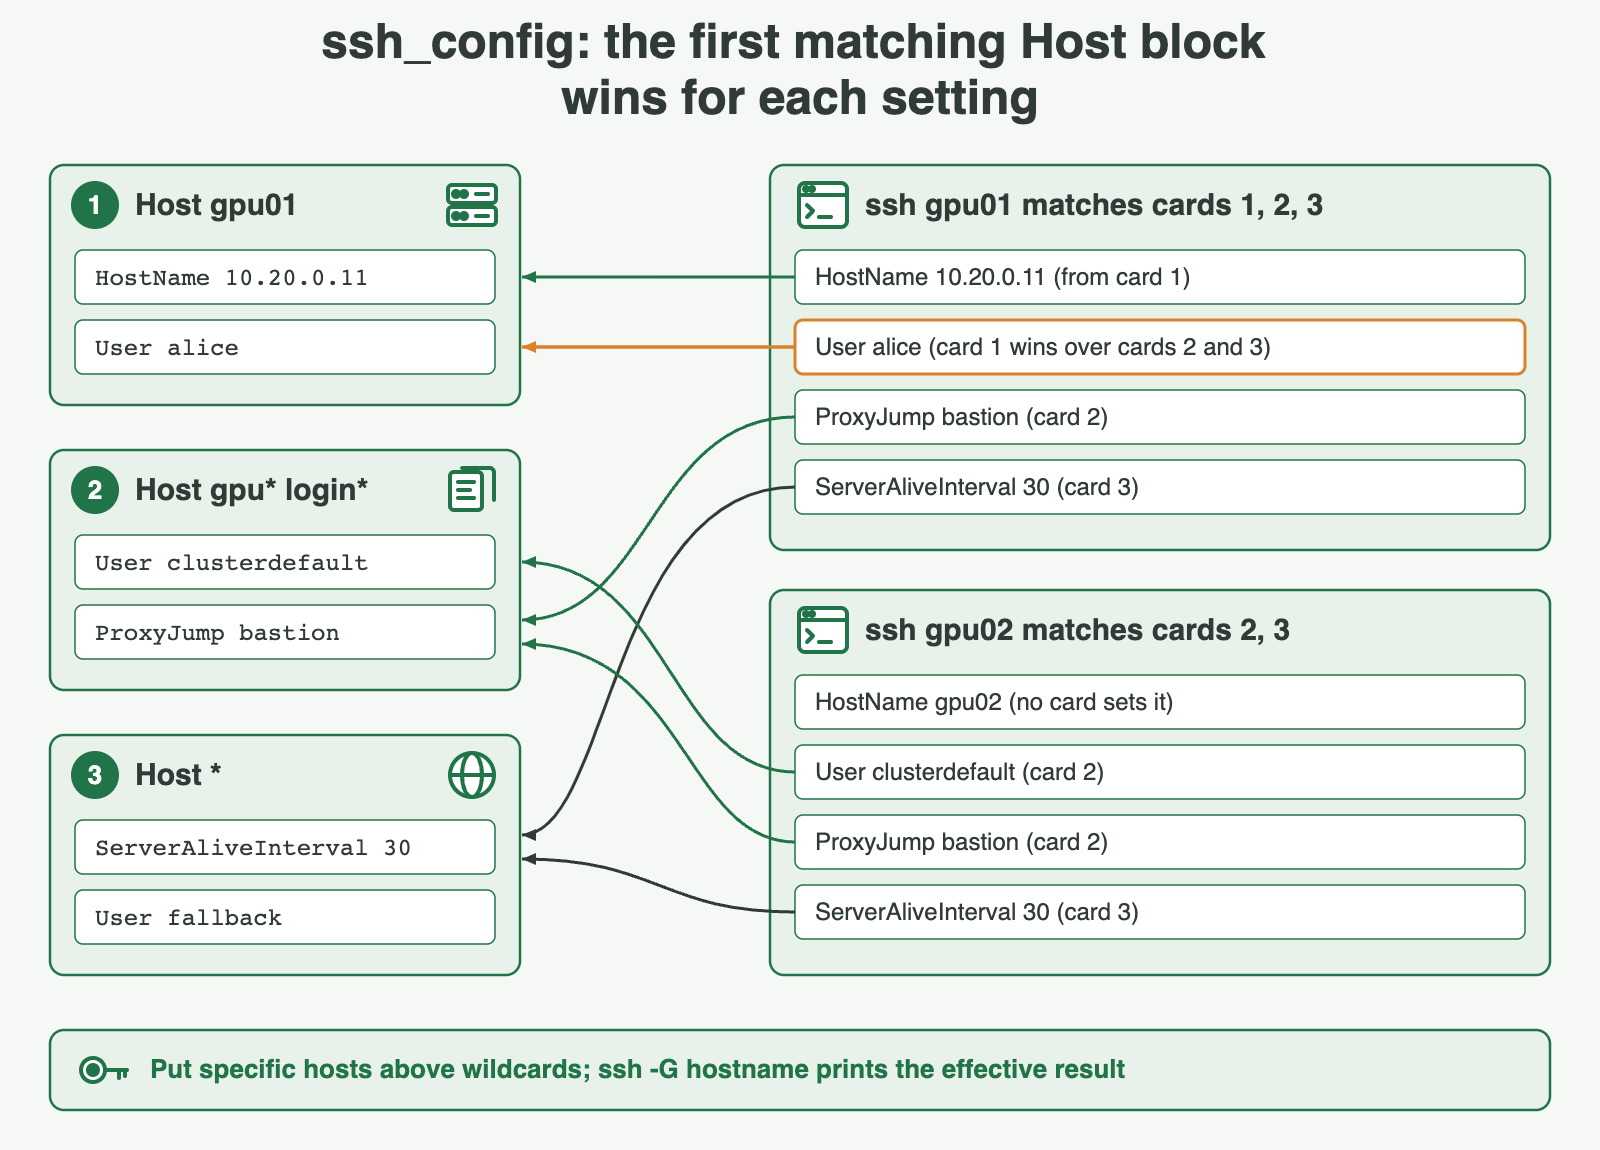 ssh_config: the first matching Host block
wins for each setting
1
Host gpu01
HostName 10.20.0.11
User alice
2
Host gpu* login*
User clusterdefault
ProxyJump bastion
3
Host *
ServerAliveInterval 30
User fallback
ssh gpu01 matches cards 1, 2, 3
HostName 10.20.0.11 (from card 1)
User alice (card 1 wins over cards 2 and 3)
ProxyJump bastion (card 2)
ServerAliveInterval 30 (card 3)
ssh gpu02 matches cards 2, 3
HostName gpu02 (no card sets it)
User clusterdefault (card 2)
ProxyJump bastion (card 2)
ServerAliveInterval 30 (card 3)
Put specific hosts above wildcards; ssh -G hostname prints the effective result